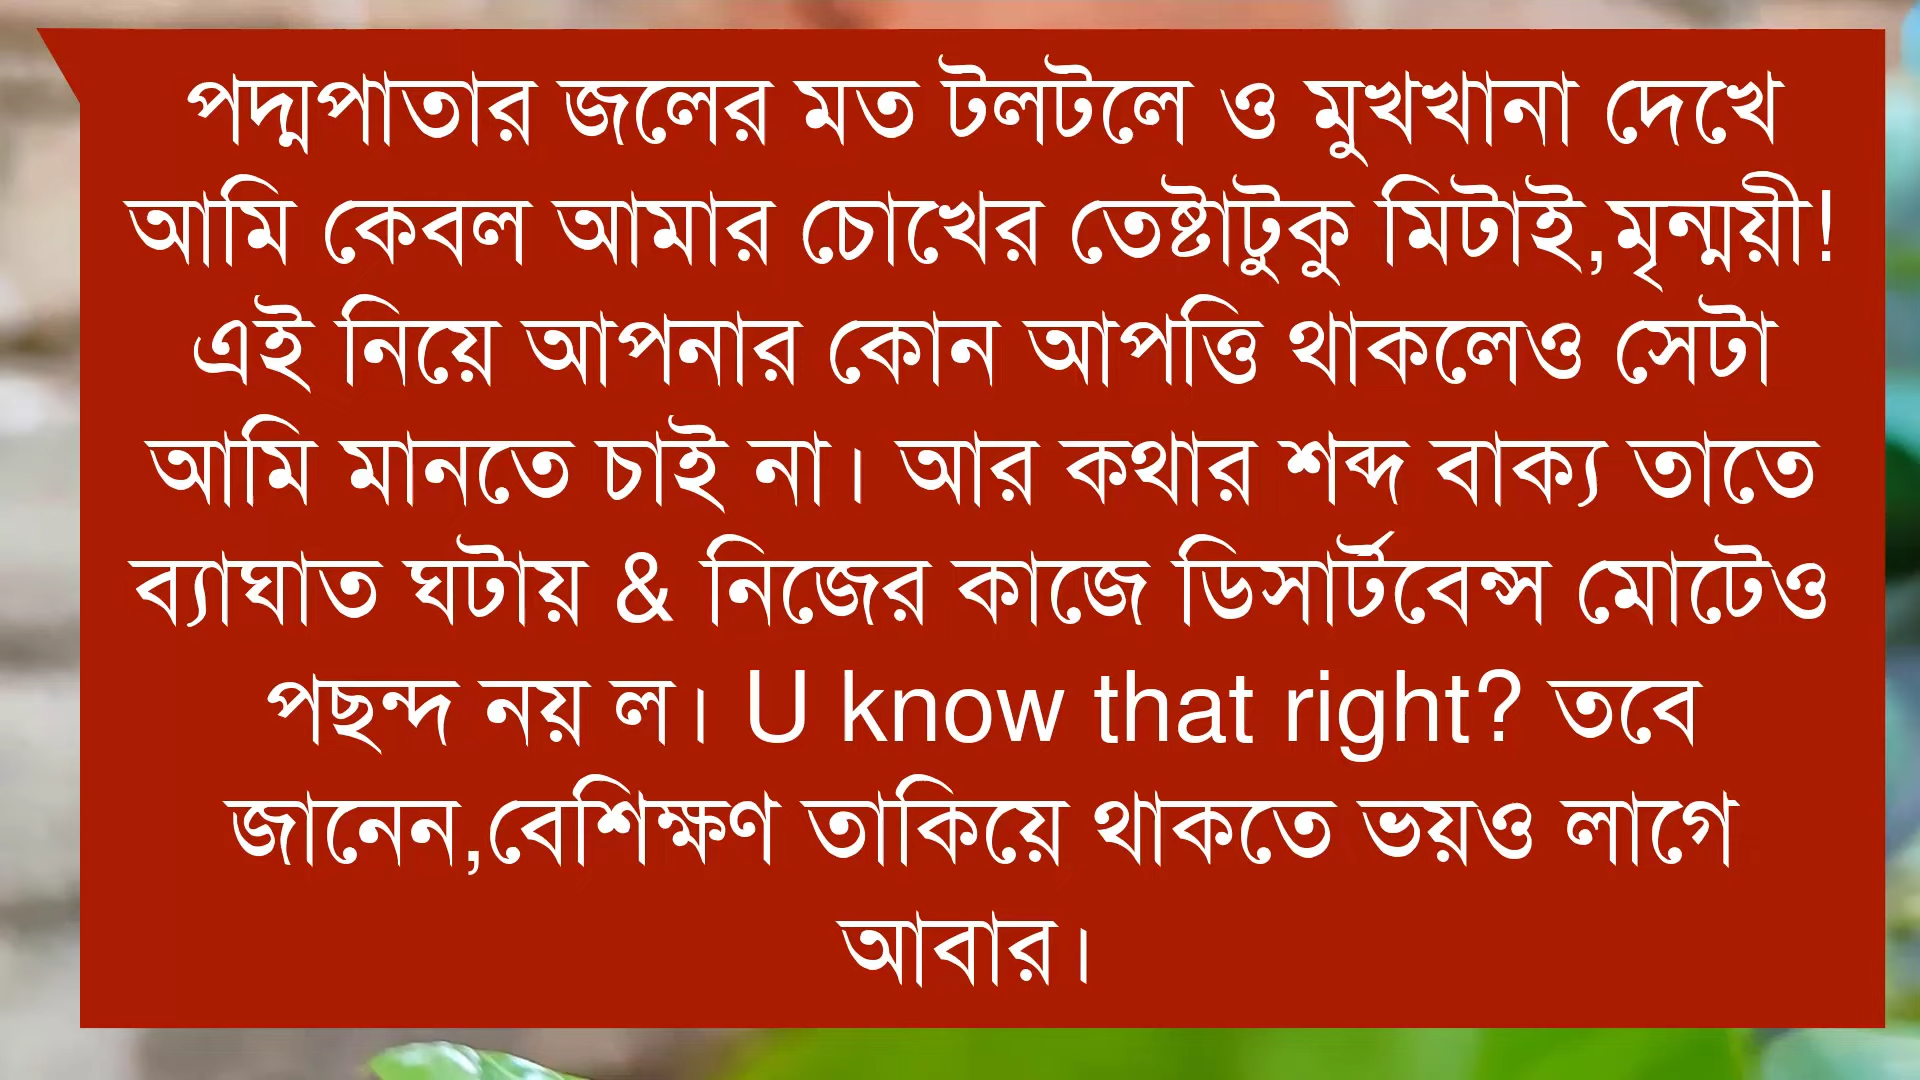 পদ্মপাতার জলের মত টলটলে ও মুখখানা দেখে
আমি কেবল আমার চোখের তেষ্টাটুকু মিটাই,মৃন্ময়ী!
এই নিয়ে আপনার কোন আপত্তি থাকলেও সেটা
আমি মানতে চাই না। আর কথার শব্দ বাক্য তাতে
ব্যাঘাত ঘটায় & নিজের কাজে ডিসার্টবেন্স মোটেও
পছন্দ নয় ল। U know that right? তবে
জানেন,বেশিক্ষণ তাকিয়ে থাকতে ভয়ও লাগে
আবার।